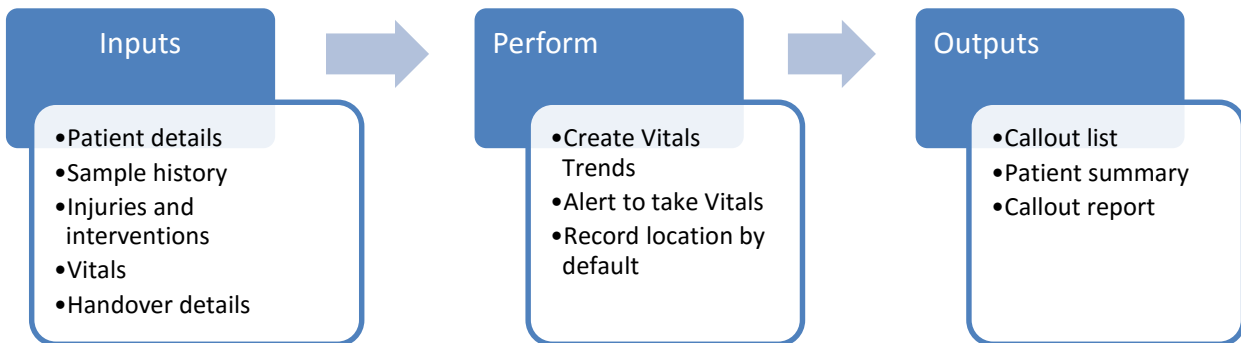 Inputs
•Patient details
•Sample history
•Injuries and
interventions
•Vitals
•Handover details
Perform
•Create Vitals
Trends
•Alert to take Vitals
•Record location by
default
Outputs
•Callout list
•Patient summary
•Callout report